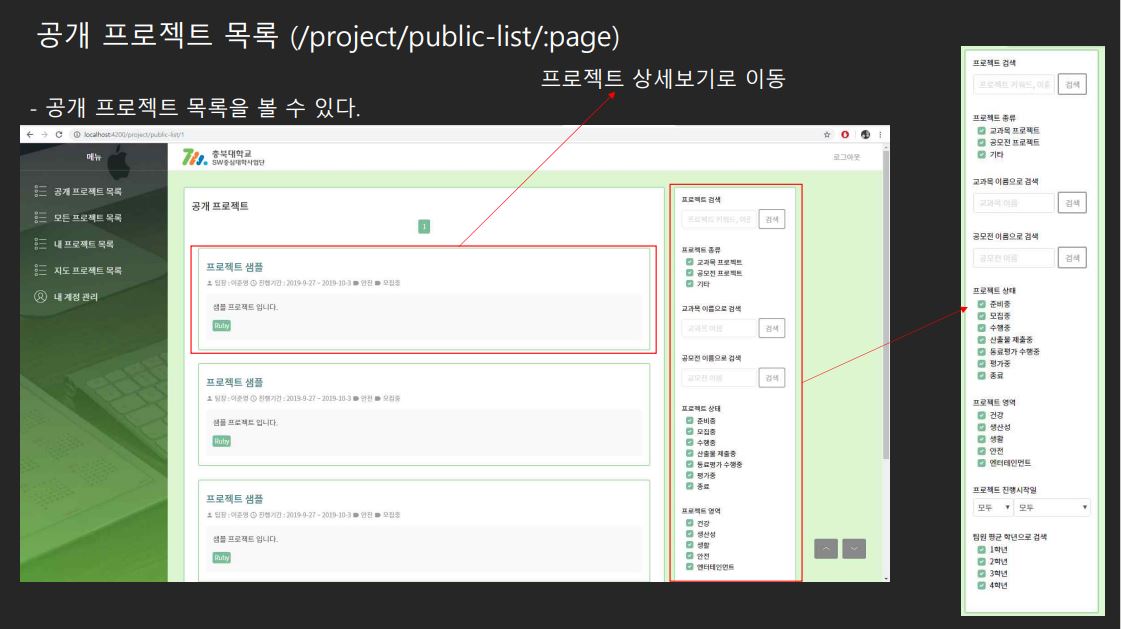 공개 프로젝트 목록 (/project/public-list/:page)
프로젝트 상세보기로 이동
- 공개 프로젝트 목록을 볼 수 있다.
localhost:4200/project/public-list/1
메뉴
공개 프로젝트 목록
모든 프로젝트 목록
내 프로젝트 목록
지도 프로젝트 목록
내 계정 관리
충북대학교
SW중심대학사업단
로그아웃
공개 프로젝트
1
프로젝트 샘플
팀장 : 이준영 진행기간 : 2019-9-27 ~ 2019-10-3 안전 모집중
샘플 프로젝트 입니다.
Ruby
프로젝트 샘플
팀장 : 이준영 진행기간 : 2019-9-27 ~ 2019-10-3 안전 모집중
샘플 프로젝트 입니다.
Ruby
프로젝트 샘플
팀장 : 이준영 진행기간 : 2019-9-27 ~ 2019-10-3 안전 모집중
샘플 프로젝트 입니다.
Ruby
프로젝트 검색
프로젝트 키워드, 이름 검색
프로젝트 종류
교과목 프로젝트
공모전 프로젝트
기타
교과목 이름으로 검색
교과목 이름 검색
공모전 이름으로 검색
공모전 이름 검색
프로젝트 상태
준비중
모집중
수행중
산출물 제출중
동료평가 수행중
평가중
종료
프로젝트 영역
건강
생산성
생활
안전
엔터테인먼트
프로젝트 검색
프로젝트 키워드, 이름 검색
프로젝트 종류
교과목 프로젝트
공모전 프로젝트
기타
교과목 이름으로 검색
교과목 이름 검색
공모전 이름으로 검색
공모전 이름 검색
프로젝트 상태
준비중
모집중
수행중
산출물 제출중
동료평가 수행중
평가중
종료
프로젝트 영역
건강
생산성
생활
안전
엔터테인먼트
프로젝트 진행시작일
모두 모두
팀원 평균 학년으로 검색
1학년
2학년
3학년
4학년